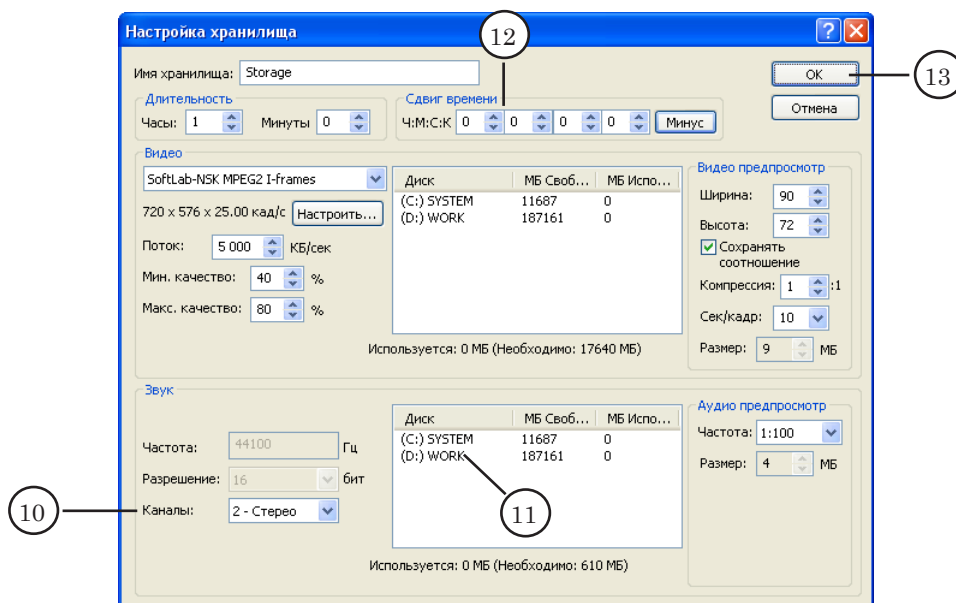 Настройка хранилища
12
Имя хранилища: Storage
OK
13
Длительность
Сдвиг времени
Отмена
Часы: 1 Минуты 0
Ч:М:С:К 0 0 0 0 Минус
Видео
SoftLab-NSK MPEG2 I-frames
720 x 576 x 25.00 кад/с Настроить...
Поток: 5 000 КБ/сек
Мин. качество: 40 %
Макс. качество: 80 %
Диск МБ Своб... МБ Испо...
(C:) SYSTEM 11687 0
(D:) WORK 187161 0
Используется: 0 МБ (Необходимо: 17640 МБ)
Видео предпросмотр
Ширина: 90
Высота: 72
Сохранять
соотношение
Компрессия: 1 :1
Сек/кадр: 10
Размер: 9 МБ
Звук
Частота: 44100 Гц
Разрешение: 16 бит
10
Каналы: 2 - Стерео
Диск МБ Своб... МБ Испо...
(C:) SYSTEM 11687 0
(D:) WORK 187161 0
11
Используется: 0 МБ (Необходимо: 610 МБ)
Аудио предпросмотр
Частота: 1:100
Размер: 4 МБ